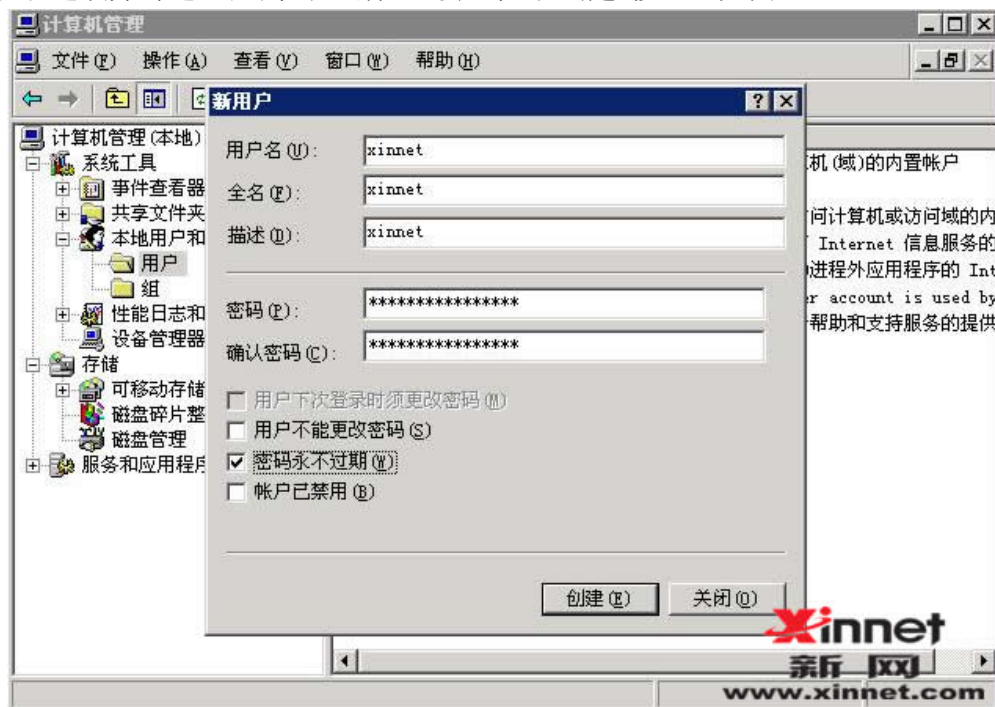 计算机管理
文件(F) 操作(A) 查看(V) 窗口(W) 帮助(H)
新用户
计算机管理(本地)
系统工具
事件查看器
共享文件夹
本地用户和
用户
组
性能日志和
设备管理器
存储
可移动存储
磁盘碎片整
磁盘管理
服务和应用程序
用户名(U): xinnet
全名(F): xinnet
描述(D): xinnet
密码(P): ****************
确认密码(C): ****************
用户下次登录时须更改密码(M)
用户不能更改密码(S)
密码永不过期(W)
帐户已禁用(B)
创建(E) 关闭(O)
机(域)的内置帐户
问计算机或访问域的内
Internet 信息服务的
进程外应用程序的 Int
r account is used by
帮助和支持服务的提供
Xinnet
新 网
www.xinnet.com